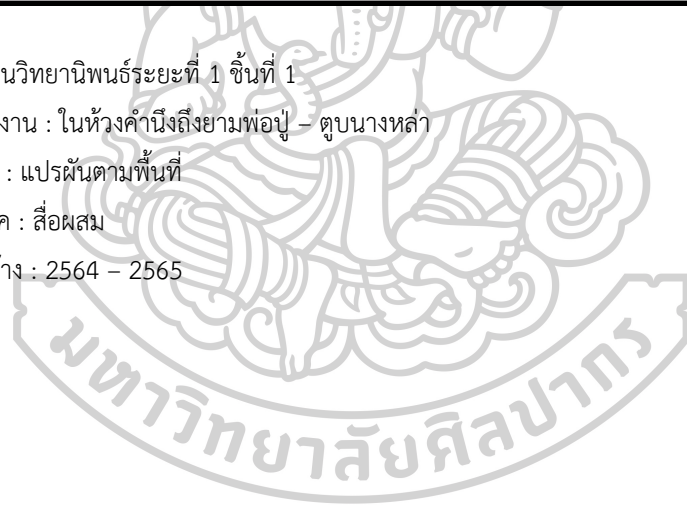 นวิทยานิพนธ์ระยะที่ 1 ชิ้นที่ 1
งาน : ในห้วงคำนึงถึงยามพ่อปู่ – ตูบนางหล่า
: แปรผันตามพื้นที่
ค : สื่อผสม
าง : 2564 – 2565
มหาวิทยาลัยศิลปากร